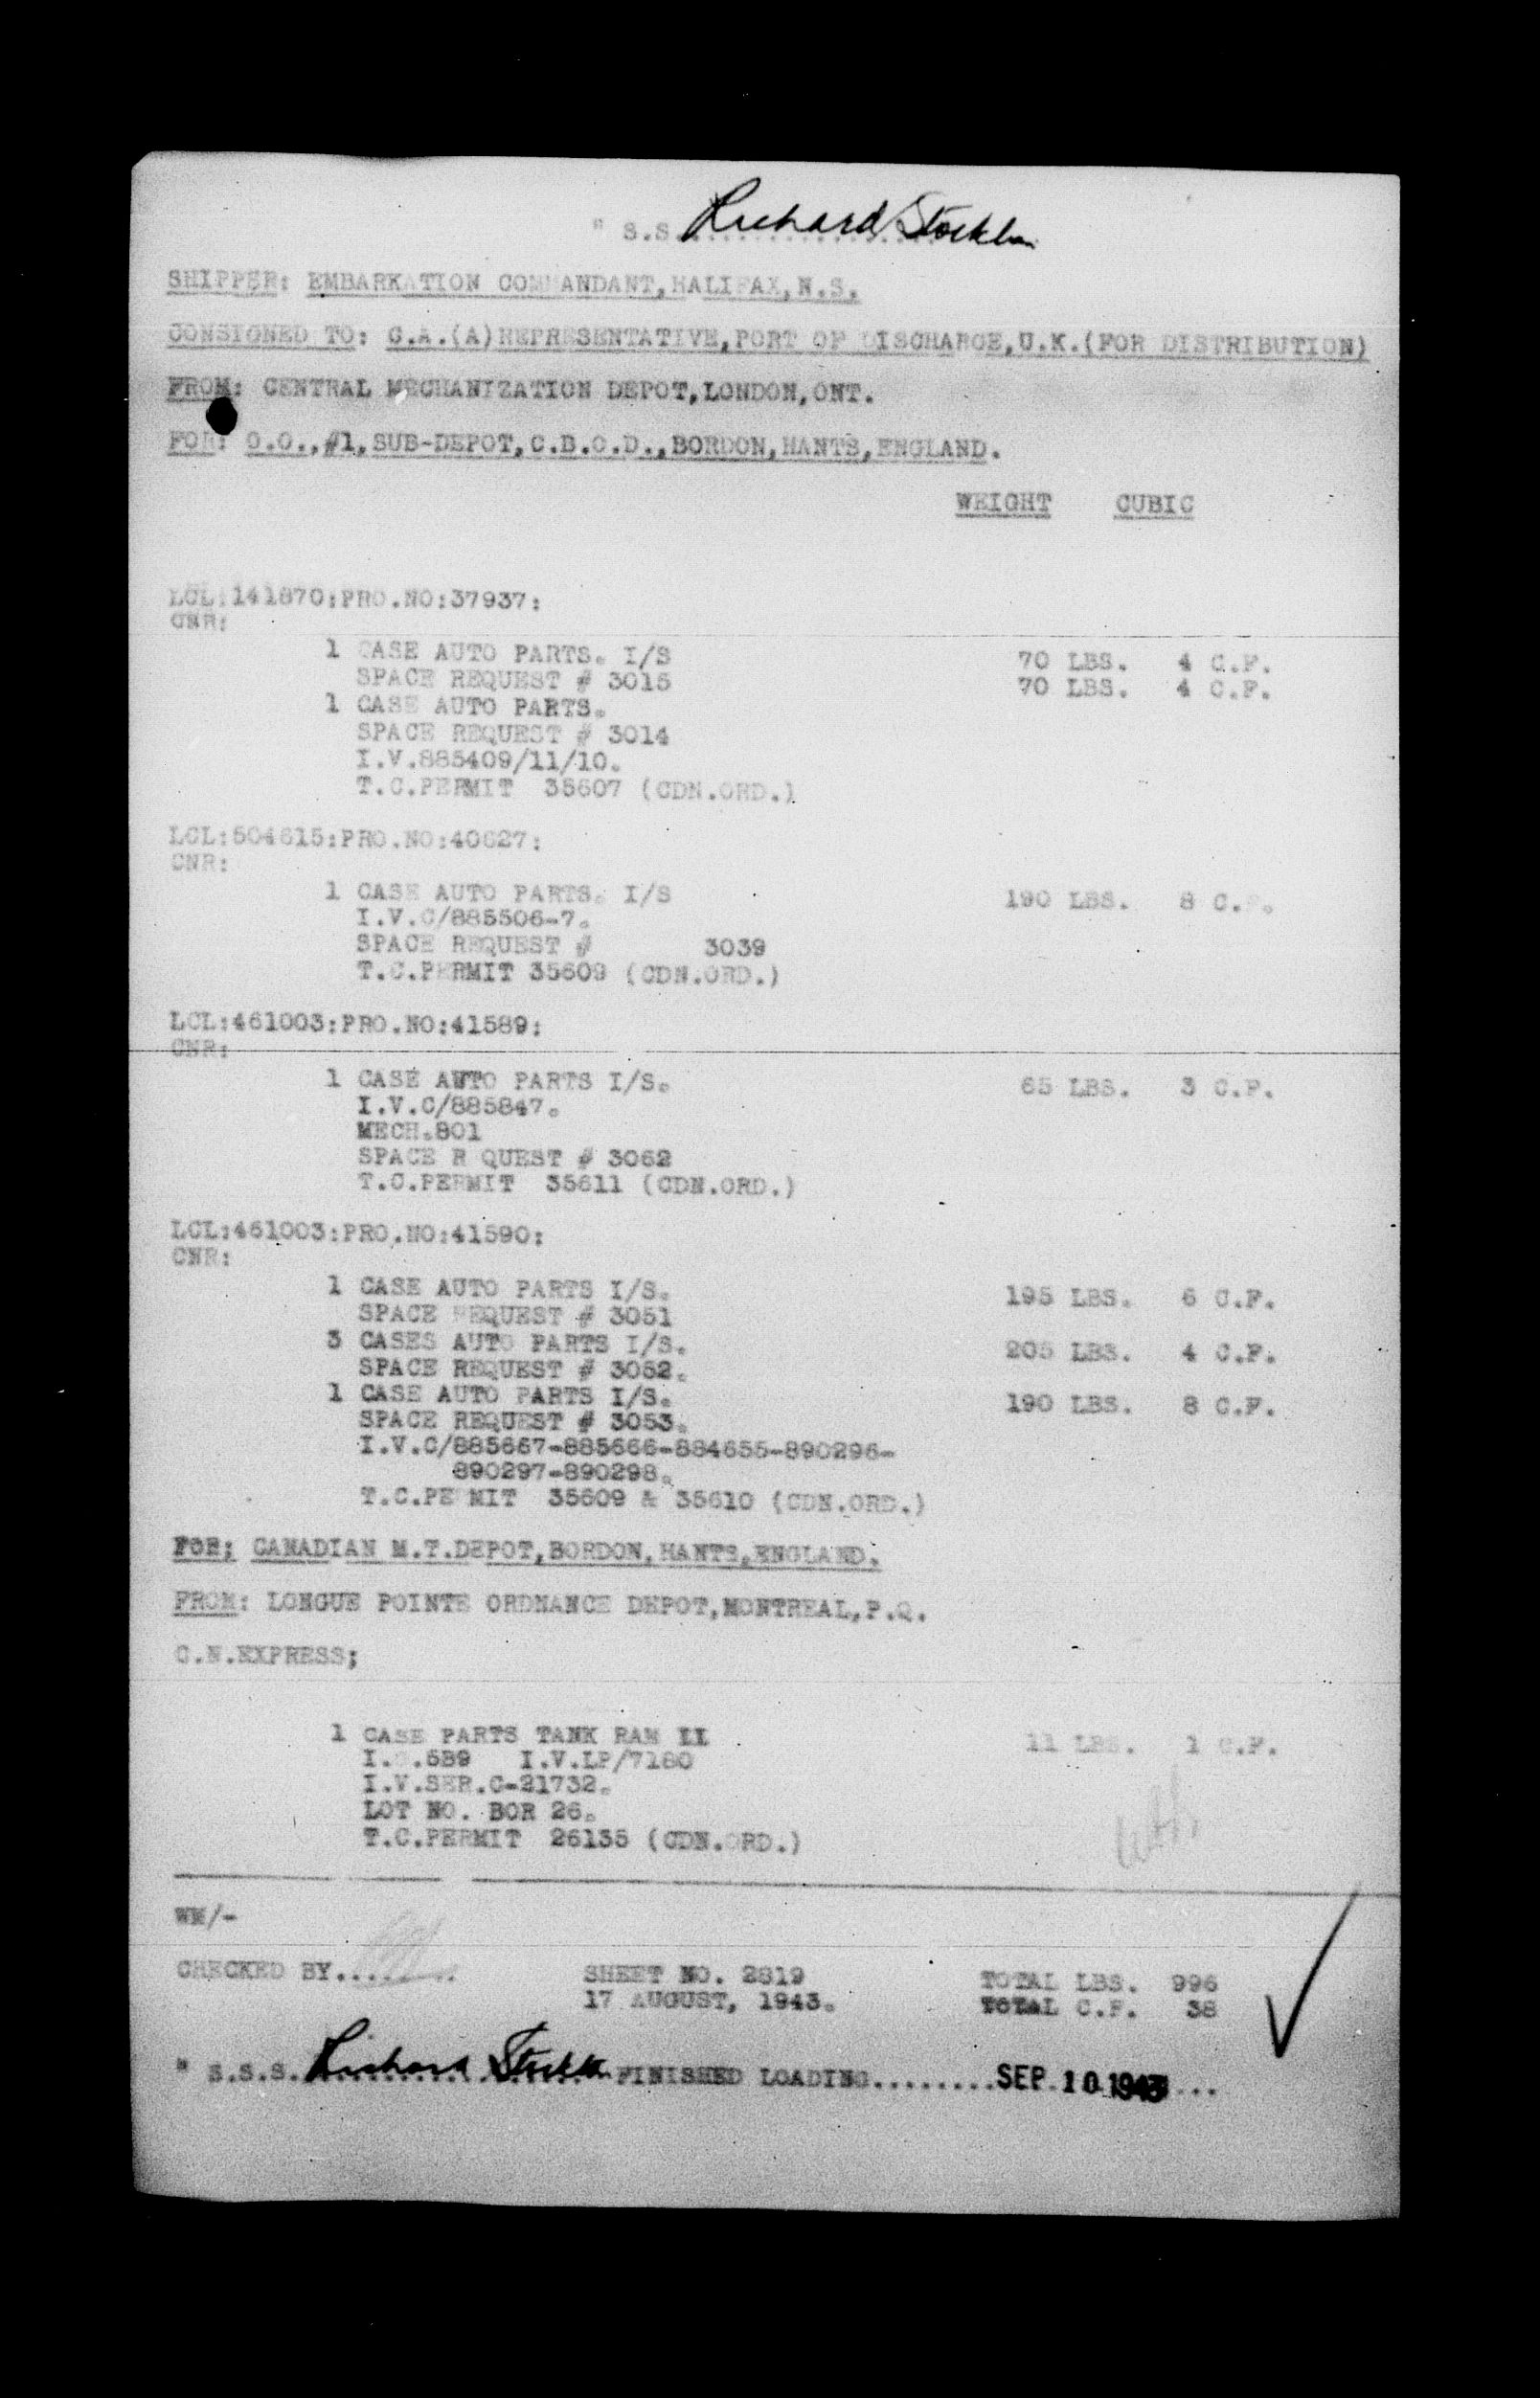 " S.S. Richard Stockton
SHIPPER: EMBARKATION COMMANDANT,HALIFAX,N.S.
CONSIGNED TO: C.A.(A)REPRESENTATIVE,PORT OF DISCHARGE,U.K.(FOR DISTRIBUTION)
FROM: CENTRAL MECHANIZATION DEPOT,LONDON,ONT.
FOR: O.O.,#1,SUB-DEPOT,C.B.O.D.,BORDON,HANTS,ENGLAND.
WEIGHT CUBIC
LCL:141870:PRO.NO:37937:
CNR:
1 CASE AUTO PARTS. I/S 70 LBS. 4 C.F.
SPACE REQUEST # 3015 70 LBS. 4 C.F.
1 CASE AUTO PARTS.
SPACE REQUEST # 3014
I.V.885409/11/10.
T.C.PERMIT 35607 (CDN.ORD.)
LCL:504615:PRO.NO:40627:
CNR:
1 CASE AUTO PARTS. I/S 190 LBS. 8 C.F.
I.V.C/885506-7.
SPACE REQUEST # 3039
T.C.PERMIT 35609 (CDN.ORD.)
LCL:461003:PRO.NO:41589:
CNR:
1 CASE AUTO PARTS I/S. 65 LBS. 3 C.F.
I.V.C/885847.
MECH.801
SPACE R QUEST # 3062
T.C.PERMIT 35611 (CDN.ORD.)
LCL:461003:PRO.NO:41590:
CNR:
1 CASE AUTO PARTS I/S. 195 LBS. 6 C.F.
SPACE REQUEST # 3051
3 CASES AUTO PARTS I/S. 205 LBS. 4 C.F.
SPACE REQUEST # 3052.
1 CASE AUTO PARTS I/S. 190 LBS. 8 C.F.
SPACE REQUEST # 3053.
I.V.C/885667-885666-884655-890296-
890297-890298.
T.C.PERMIT 35609 & 35610 (CDN.ORD.)
FOR; CANADIAN M.T.DEPOT,BORDON,HANTS,ENGLAND.
FROM: LONGUE POINTE ORDNANCE DEPOT,MONTREAL,P.Q.
C.N.EXPRESS;
1 CASE PARTS TANK RAM II 11 LBS. 1 C.F.
I.V.LP/7180
I.V.SER.C-21732.
LOT NO. BOR 26.
T.C.PERMIT 26135 (CDN.ORD.)
WM/-
CHECKED BY........ SHEET NO. 2819 TOTAL LBS. 996
17 AUGUST, 1943. TOTAL C.F. 38
" S.S.S. Richard Stockton FINISHED LOADING........SEP 10 1943...